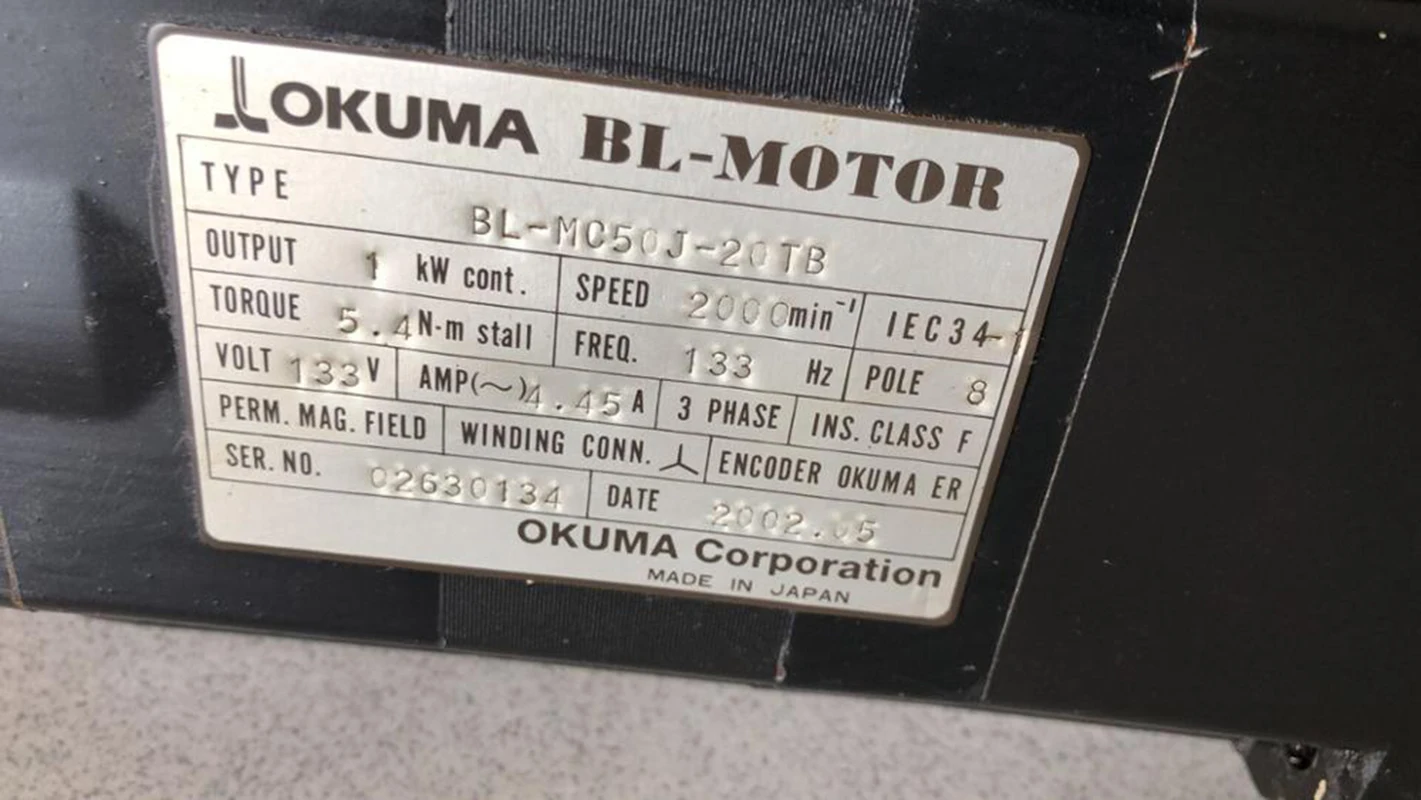 OKUMA BL-MOTOR
TYPE BL-MC50J-20TB
OUTPUT 1 kW cont. SPEED 2000 min⁻¹ IEC34-1
TORQUE 5.4 N-m stall FREQ. 133 Hz POLE 8
VOLT 133 V AMP(~) 4.45 A 3 PHASE INS. CLASS F
PERM. MAG. FIELD WINDING CONN. ENCODER OKUMA ER
SER. NO. 02630134 DATE 2002.05
OKUMA Corporation
MADE IN JAPAN